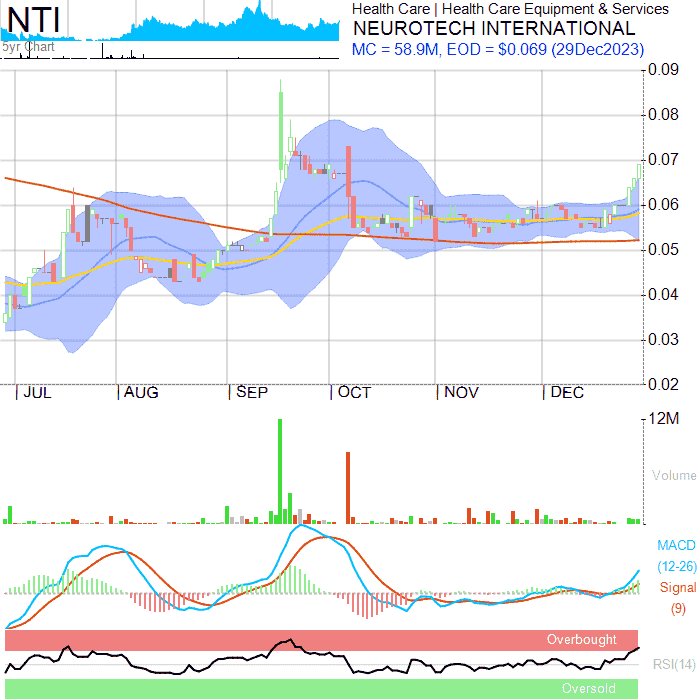 NTI
Health Care | Health Care Equipment & Services
NEUROTECH INTERNATIONAL
5yr Chart
MC = 58.9M, EOD = $0.069 (29Dec2023)
0.09
0.08
0.07
0.06
0.05
0.04
0.03
0.02
JUL AUG SEP OCT NOV DEC
12M
Volume
MACD
(12-26)
Signal
(9)
Overbought
RSI(14)
Oversold